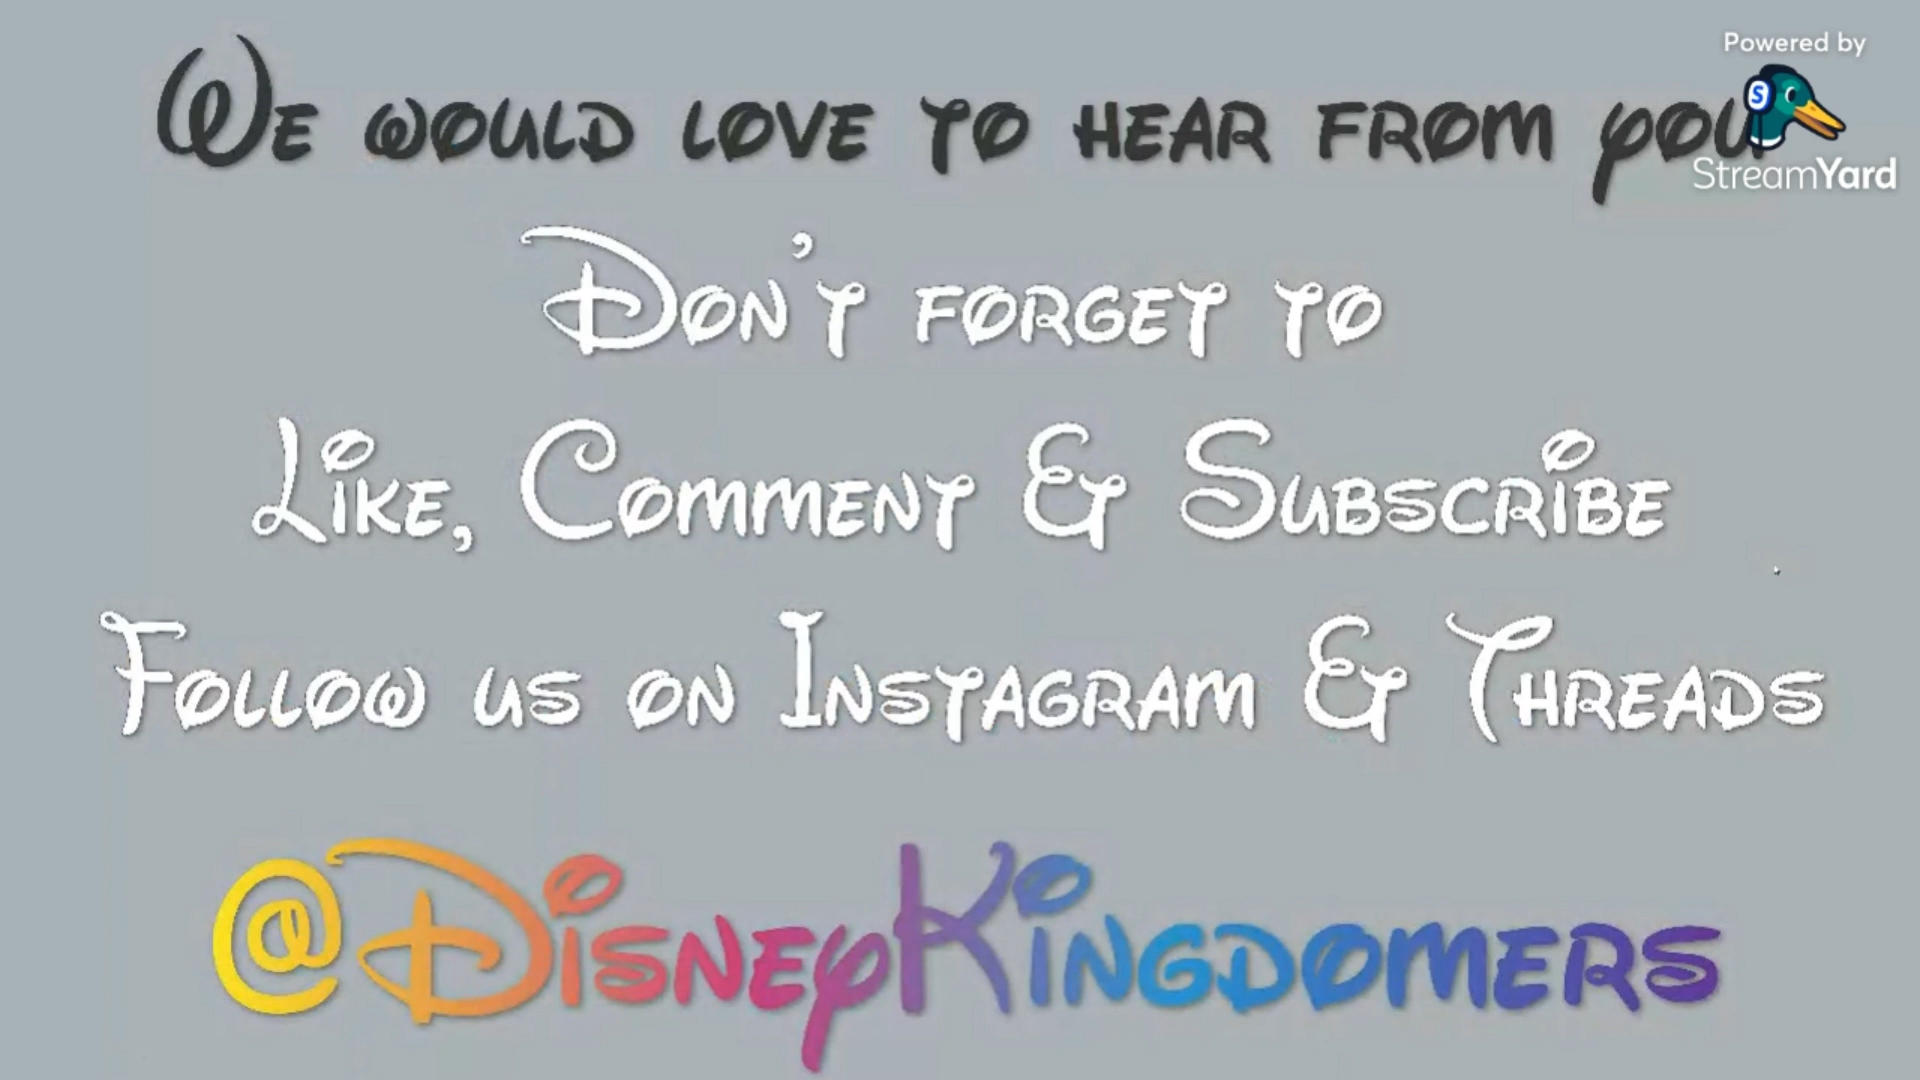 We would love to hear from you
Powered by
StreamYard
Don't forget to
Like, Comment & Subscribe
Follow us on Instagram & Threads
@DisneyKingdomers